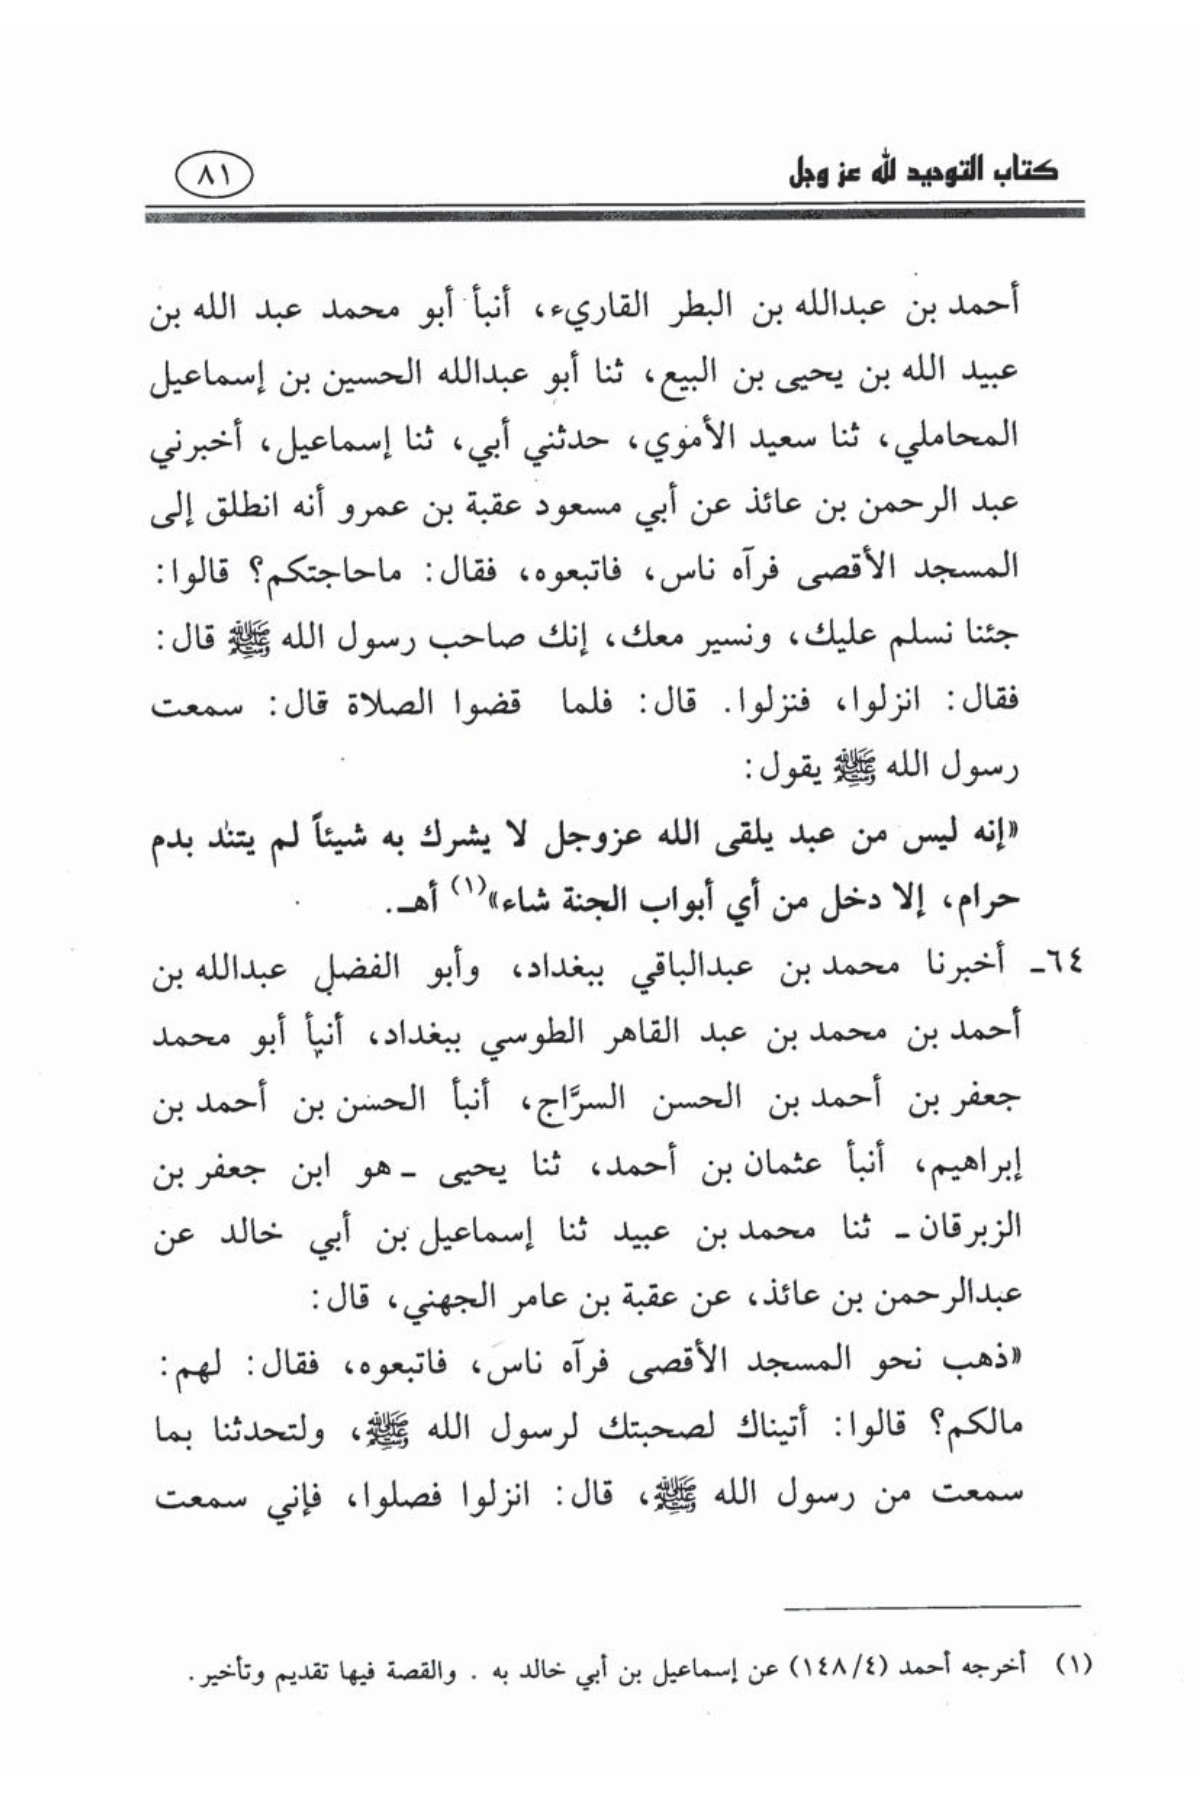 كتاب التوحيد لله عز وجل
٨١
أحمد بن عبدالله بن البطر القاريء، أنبأ أبو محمد عبد الله بن
عبيد الله بن يحيى بن البيع، ثنا أبو عبدالله الحسين بن إسماعيل
المحاملي، ثنا سعيد الأموي، حدثني أبي، ثنا إسماعيل، أخبرني
عبد الرحمن بن عائذ عن أبي مسعود عقبة بن عمرو أنه انطلق إلى
المسجد الأقصى فرآه ناس، فاتبعوه، فقال: ماحاجتكم؟ قالوا:
جئنا نسلم عليك، ونسير معك، إنك صاحب رسول الله ﷺ قال:
فقال: انزلوا، فنزلوا. قال: فلما قضوا الصلاة قال: سمعت
رسول الله ﷺ يقول:
«إنه ليس من عبد يلقى الله عزوجل لا يشرك به شيئاً لم يتند بدم
حرام، إلا دخل من أي أبواب الجنة شاء»(١) أهـ.
٦٤ـ أخبرنا محمد بن عبدالباقي ببغداد، وأبو الفضل عبدالله بن
أحمد بن محمد بن عبد القاهر الطوسي ببغداد، أنبأ أبو محمد
جعفر بن أحمد بن الحسن السرَّاج، أنبأ الحسن بن أحمد بن
إبراهيم، أنبأ عثمان بن أحمد، ثنا يحيى ـ هو ابن جعفر بن
الزبرقان ـ ثنا محمد بن عبيد ثنا إسماعيل بن أبي خالد عن
عبدالرحمن بن عائذ، عن عقبة بن عامر الجهني، قال:
«ذهب نحو المسجد الأقصى فرآه ناس، فاتبعوه، فقال: لهم:
مالكم؟ قالوا: أتيناك لصحبتك لرسول الله ﷺ، ولتحدثنا بما
سمعت من رسول الله ﷺ، قال: انزلوا فصلوا، فإني سمعت
(١) أخرجه أحمد (١٤٨/٤) عن إسماعيل بن أبي خالد به . والقصة فيها تقديم وتأخير.